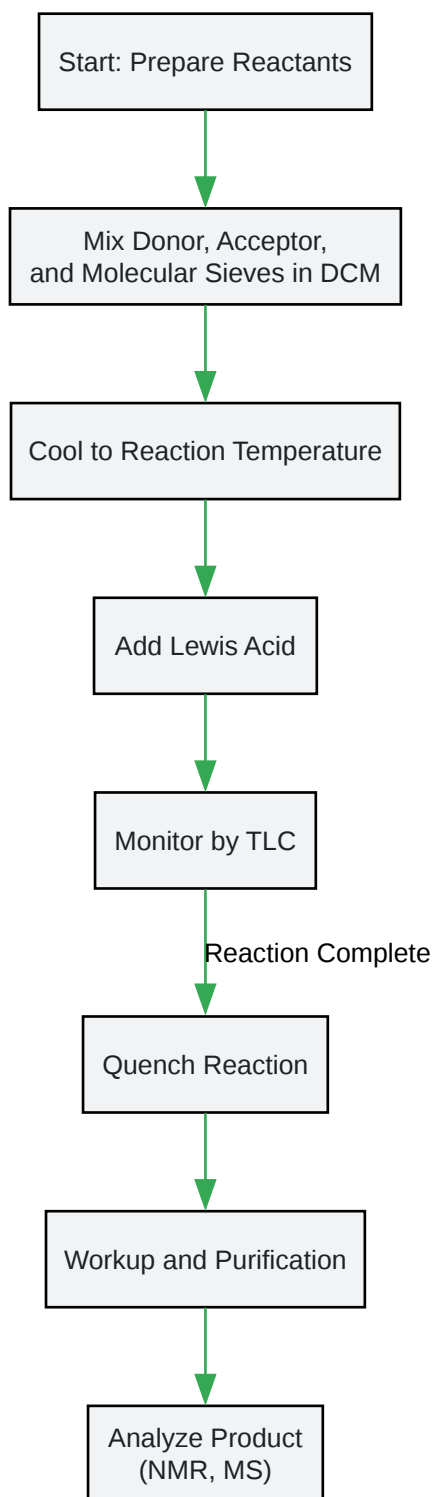 Start: Prepare Reactants
Mix Donor, Acceptor,
and Molecular Sieves in DCM
Cool to Reaction Temperature
Add Lewis Acid
Monitor by TLC
Reaction Complete
Quench Reaction
Workup and Purification
Analyze Product
(NMR, MS)